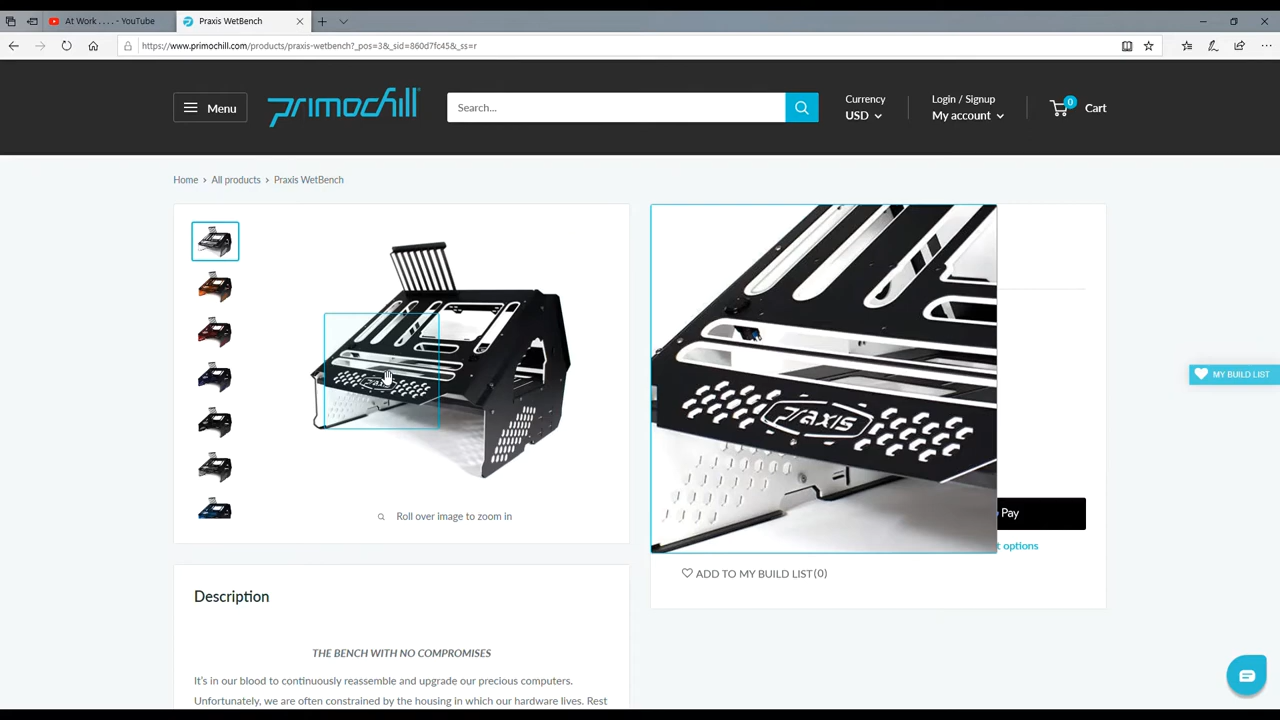 At Work . . . . - YouTube
Praxis WetBench
https://www.primochill.com/products/praxis-wetbench?_pos=3&_sid=860d7fc45&_ss=r
Menu
primochill
Search...
Currency
USD
Login / Signup
My account
0
Cart
Home > All products > Praxis WetBench
praxis
praxis
Roll over image to zoom in
Pay
t options
ADD TO MY BUILD LIST(0)
MY BUILD LIST
Description
THE BENCH WITH NO COMPROMISES
It's in our blood to continuously reassemble and upgrade our precious computers.
Unfortunately, we are often constrained by the housing in which our hardware lives. Rest